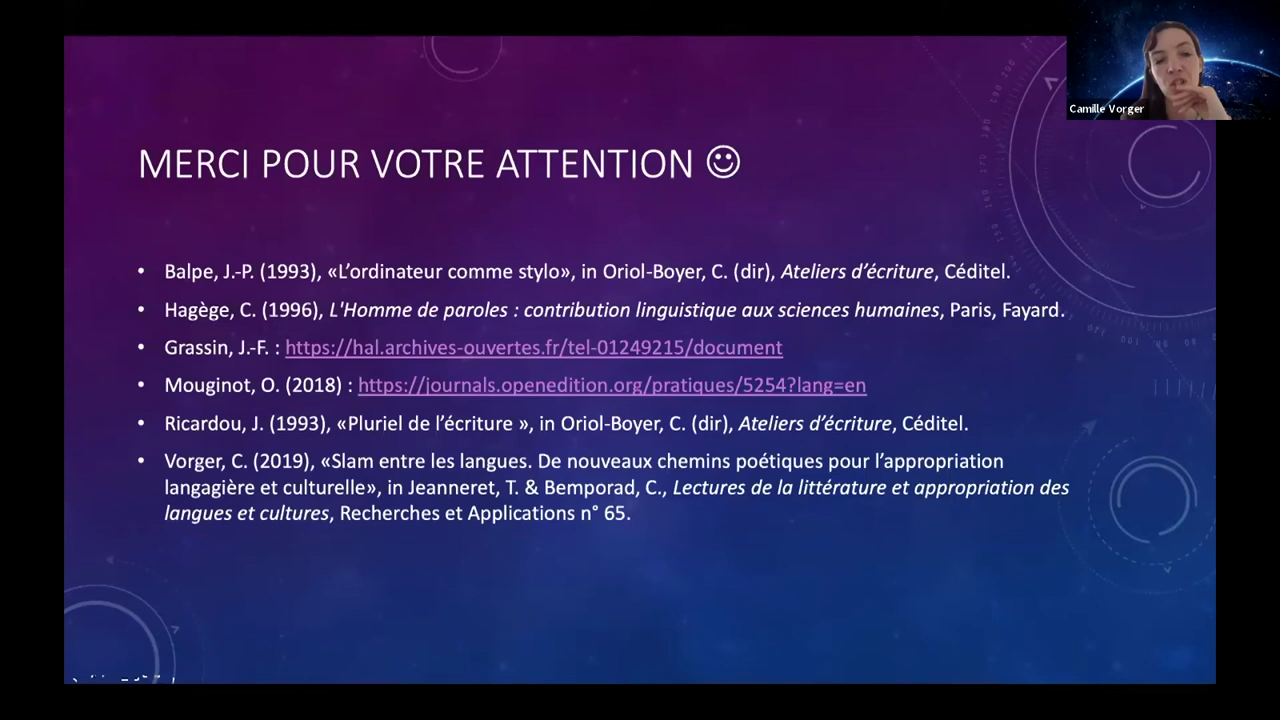 Camille Vorger
MERCI POUR VOTRE ATTENTION ☺
• Balpe, J.-P. (1993), «L’ordinateur comme stylo», in Oriol-Boyer, C. (dir), Ateliers d’écriture, Céditel.
• Hagège, C. (1996), L'Homme de paroles : contribution linguistique aux sciences humaines, Paris, Fayard.
• Grassin, J.-F. : https://hal.archives-ouvertes.fr/tel-01249215/document
• Mouginot, O. (2018) : https://journals.openedition.org/pratiques/5254?lang=en
• Ricardou, J. (1993), «Pluriel de l’écriture », in Oriol-Boyer, C. (dir), Ateliers d’écriture, Céditel.
• Vorger, C. (2019), «Slam entre les langues. De nouveaux chemins poétiques pour l’appropriation
langagière et culturelle», in Jeanneret, T. & Bemporad, C., Lectures de la littérature et appropriation des
langues et cultures, Recherches et Applications n° 65.